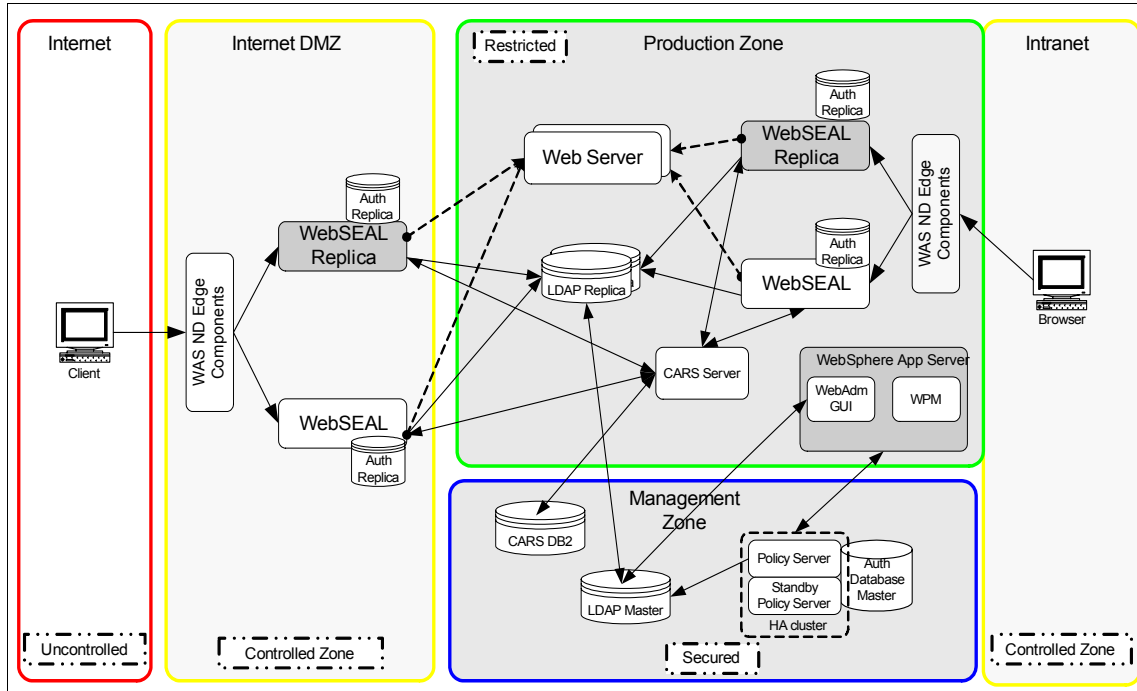 Internet
Internet DMZ
Restricted
Production Zone
Intranet
Auth
Replica
WebSEAL
Replica
Web Server
Auth
Replica
WebSEAL
Replica
WAS ND Edge
Components
Auth
Replica
WebSEAL
LDAP Replica
WAS ND Edge
Components
Client
Browser
CARS Server
WebSphere App Server
WebAdm
GUI
WPM
WebSEAL
Auth
Replica
Management
Zone
CARS DB2
Policy Server
Standby
Policy Server
HA cluster
Auth
Database
Master
LDAP Master
Uncontrolled
Controlled Zone
Secured
Controlled Zone